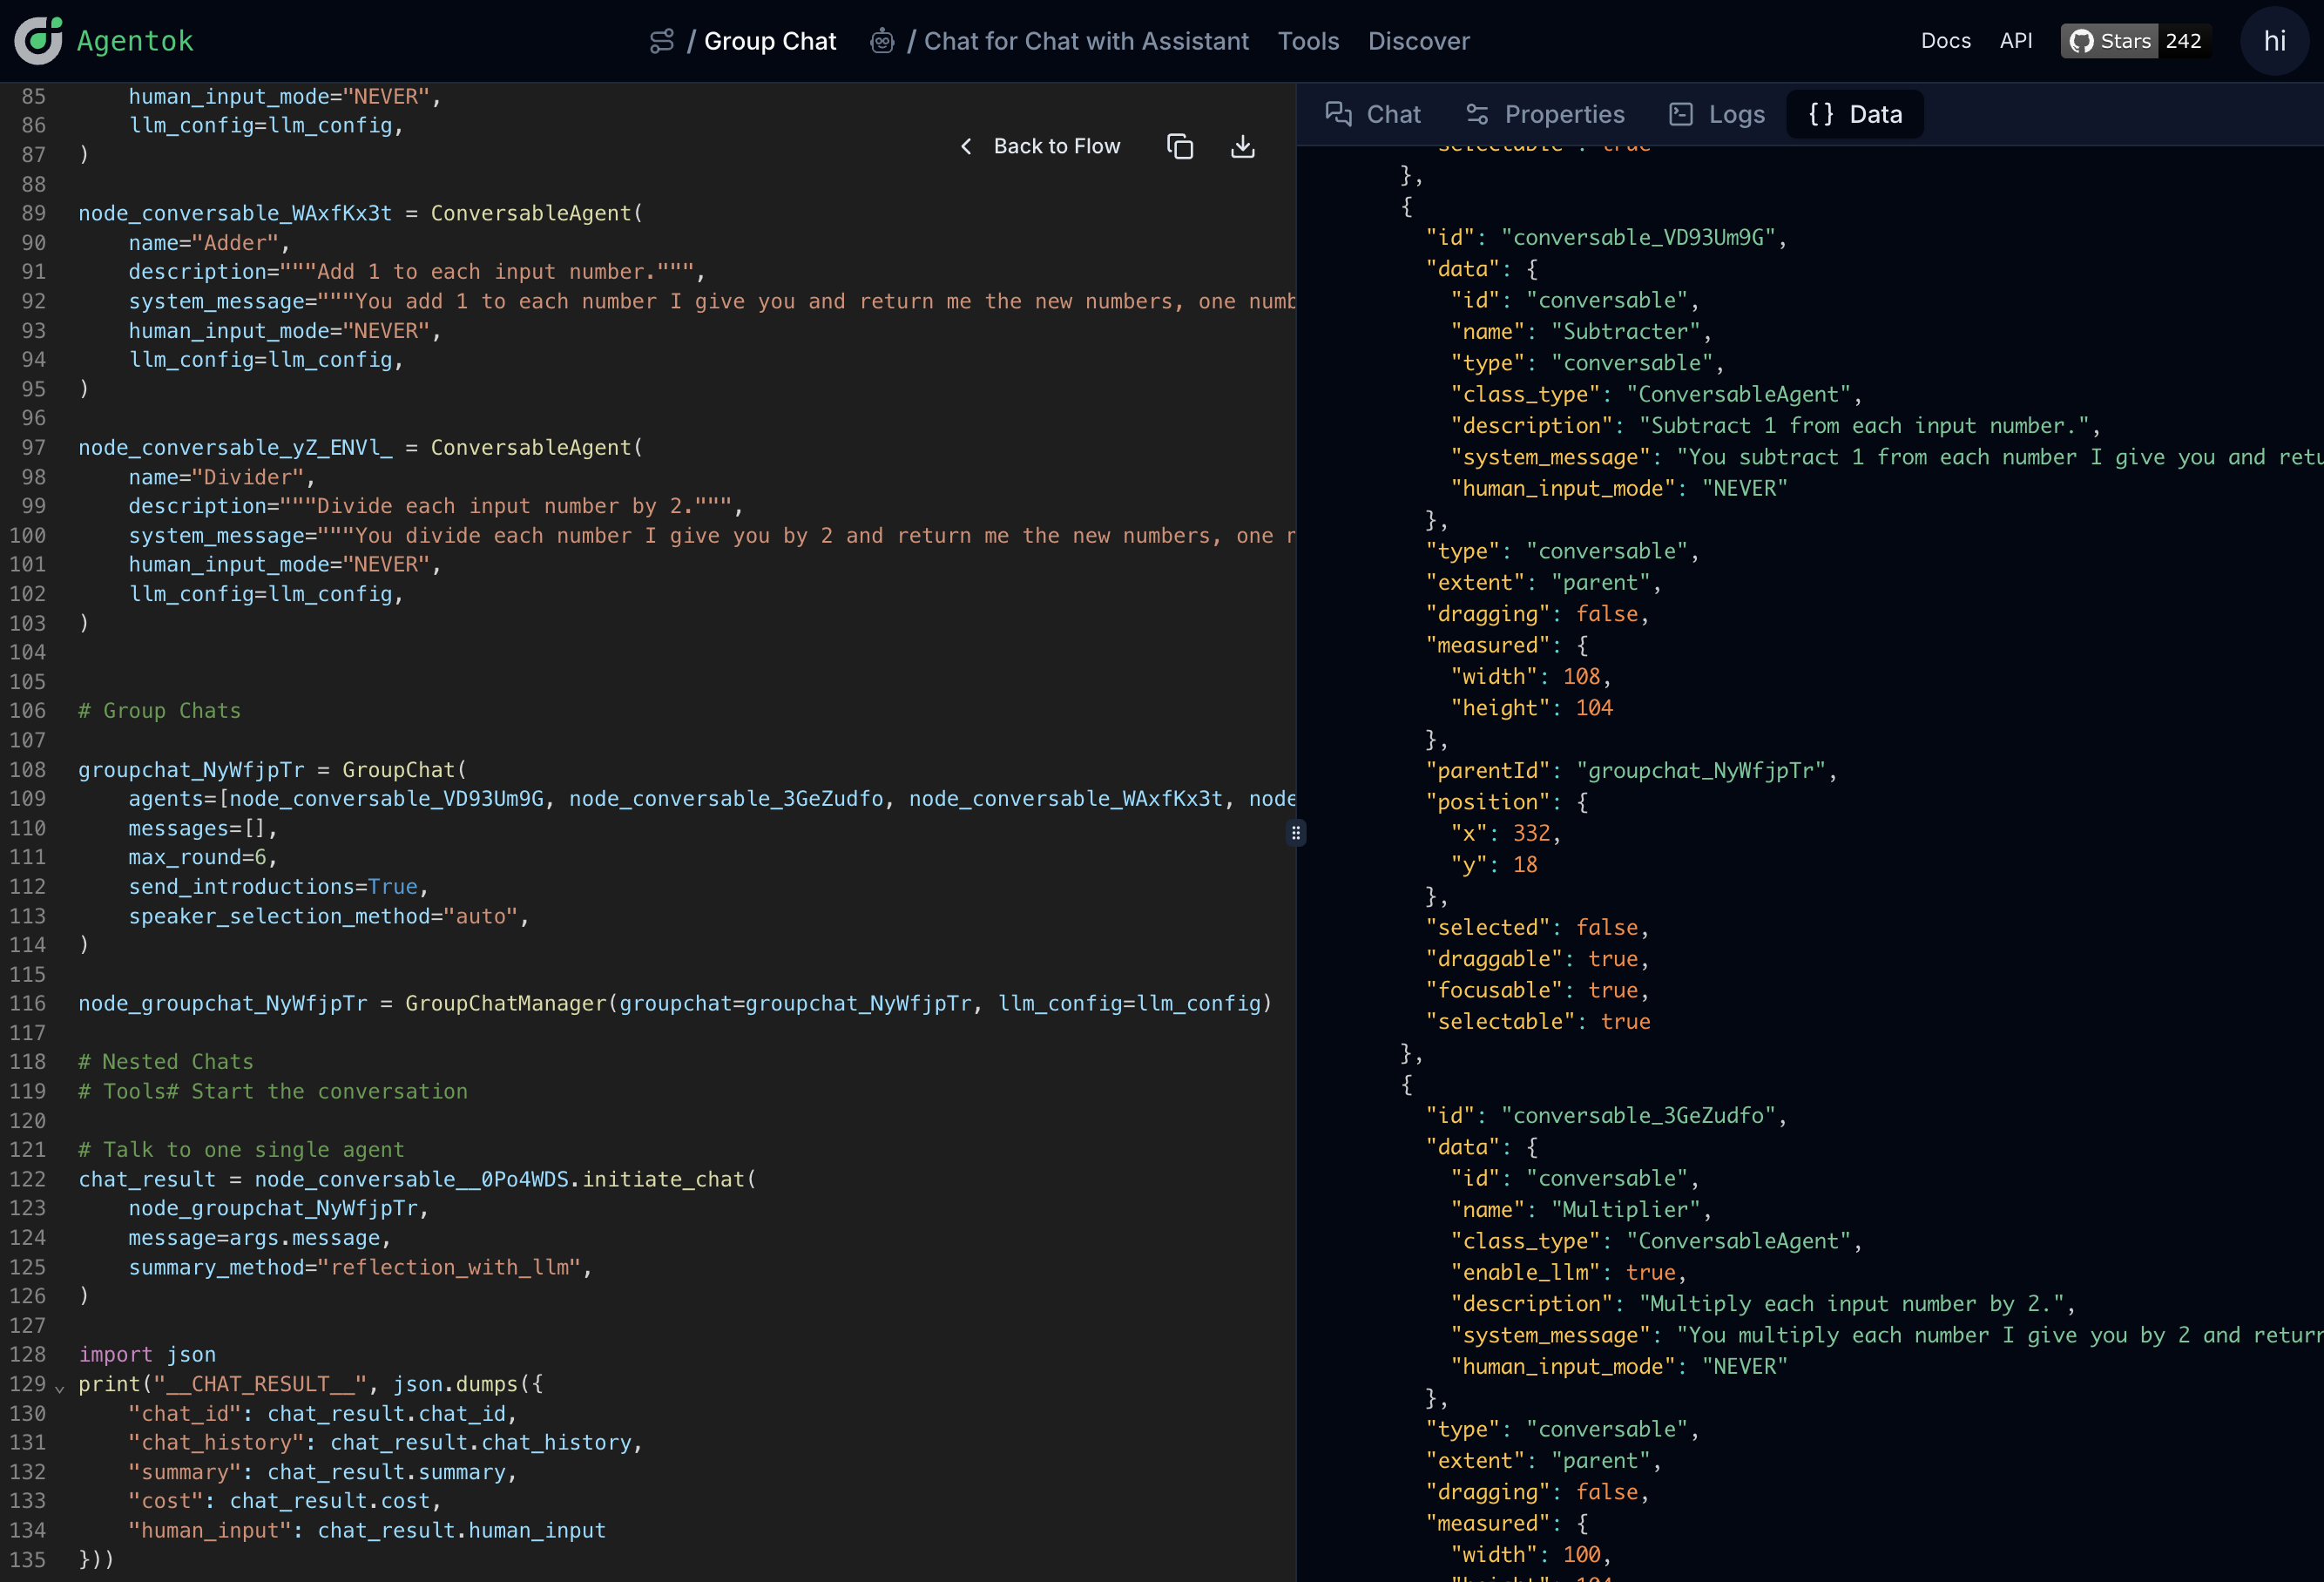 Agentok
/ Group Chat
/ Chat for Chat with Assistant
Tools
Discover
Docs
API
Stars 242
hi
85 human_input_mode="NEVER",
86 llm_config=llm_config,
87 )
88
89 node_conversable_WAxfKx3t = ConversableAgent(
90 name="Adder",
91 description="""Add 1 to each input number.""",
92 system_message="""You add 1 to each number I give you and return me the new numbers, one numb
93 human_input_mode="NEVER",
94 llm_config=llm_config,
95 )
96
97 node_conversable_yZ_ENVl_ = ConversableAgent(
98 name="Divider",
99 description="""Divide each input number by 2.""",
100 system_message="""You divide each number I give you by 2 and return me the new numbers, one
101 human_input_mode="NEVER",
102 llm_config=llm_config,
103 )
104
105
106 # Group Chats
107
108 groupchat_NyWfjpTr = GroupChat(
109 agents=[node_conversable_VD93Um9G, node_conversable_3GeZudfo, node_conversable_WAxfKx3t, node
110 messages=[],
111 max_round=6,
112 send_introductions=True,
113 speaker_selection_method="auto",
114 )
115
116 node_groupchat_NyWfjpTr = GroupChatManager(groupchat=groupchat_NyWfjpTr, llm_config=llm_config)
117
118 # Nested Chats
119 # Tools# Start the conversation
120
121 # Talk to one single agent
122 chat_result = node_conversable__0Po4WDS.initiate_chat(
123 node_groupchat_NyWfjpTr,
124 message=args.message,
125 summary_method="reflection_with_llm",
126 )
127
128 import json
129 print("__CHAT_RESULT__", json.dumps({
130 "chat_id": chat_result.chat_id,
131 "chat_history": chat_result.chat_history,
132 "summary": chat_result.summary,
133 "cost": chat_result.cost,
134 "human_input": chat_result.human_input
135 }))
Back to Flow
Chat
Properties
Logs
{} Data
"selectable": true
},
{
"id": "conversable_VD93Um9G",
"data": {
"id": "conversable",
"name": "Subtracter",
"type": "conversable",
"class_type": "ConversableAgent",
"description": "Subtract 1 from each input number.",
"system_message": "You subtract 1 from each number I give you and retu
"human_input_mode": "NEVER"
},
"type": "conversable",
"extent": "parent",
"dragging": false,
"measured": {
"width": 108,
"height": 104
},
"parentId": "groupchat_NyWfjpTr",
"position": {
"x": 332,
"y": 18
},
"selected": false,
"draggable": true,
"focusable": true,
"selectable": true
},
{
"id": "conversable_3GeZudfo",
"data": {
"id": "conversable",
"name": "Multiplier",
"class_type": "ConversableAgent",
"enable_llm": true,
"description": "Multiply each input number by 2.",
"system_message": "You multiply each number I give you by 2 and return
"human_input_mode": "NEVER"
},
"type": "conversable",
"extent": "parent",
"dragging": false,
"measured": {
"width": 100,